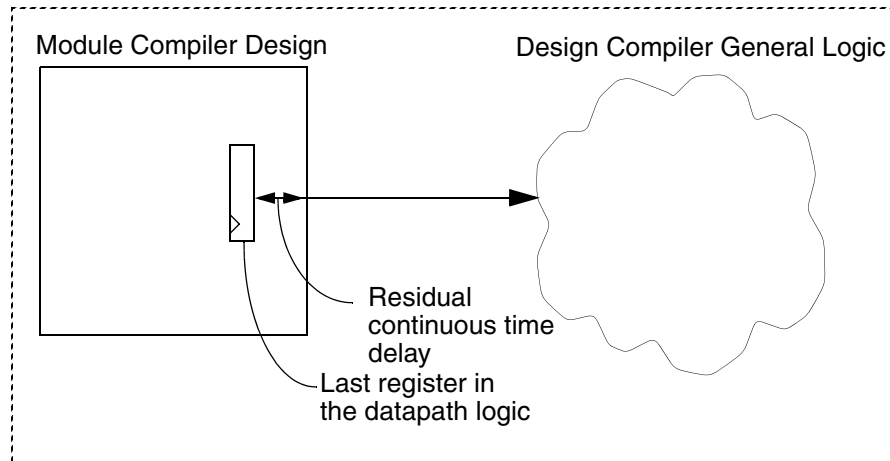 Module Compiler Design
Design Compiler General Logic
Residual
continuous time
delay
Last register in
the datapath logic